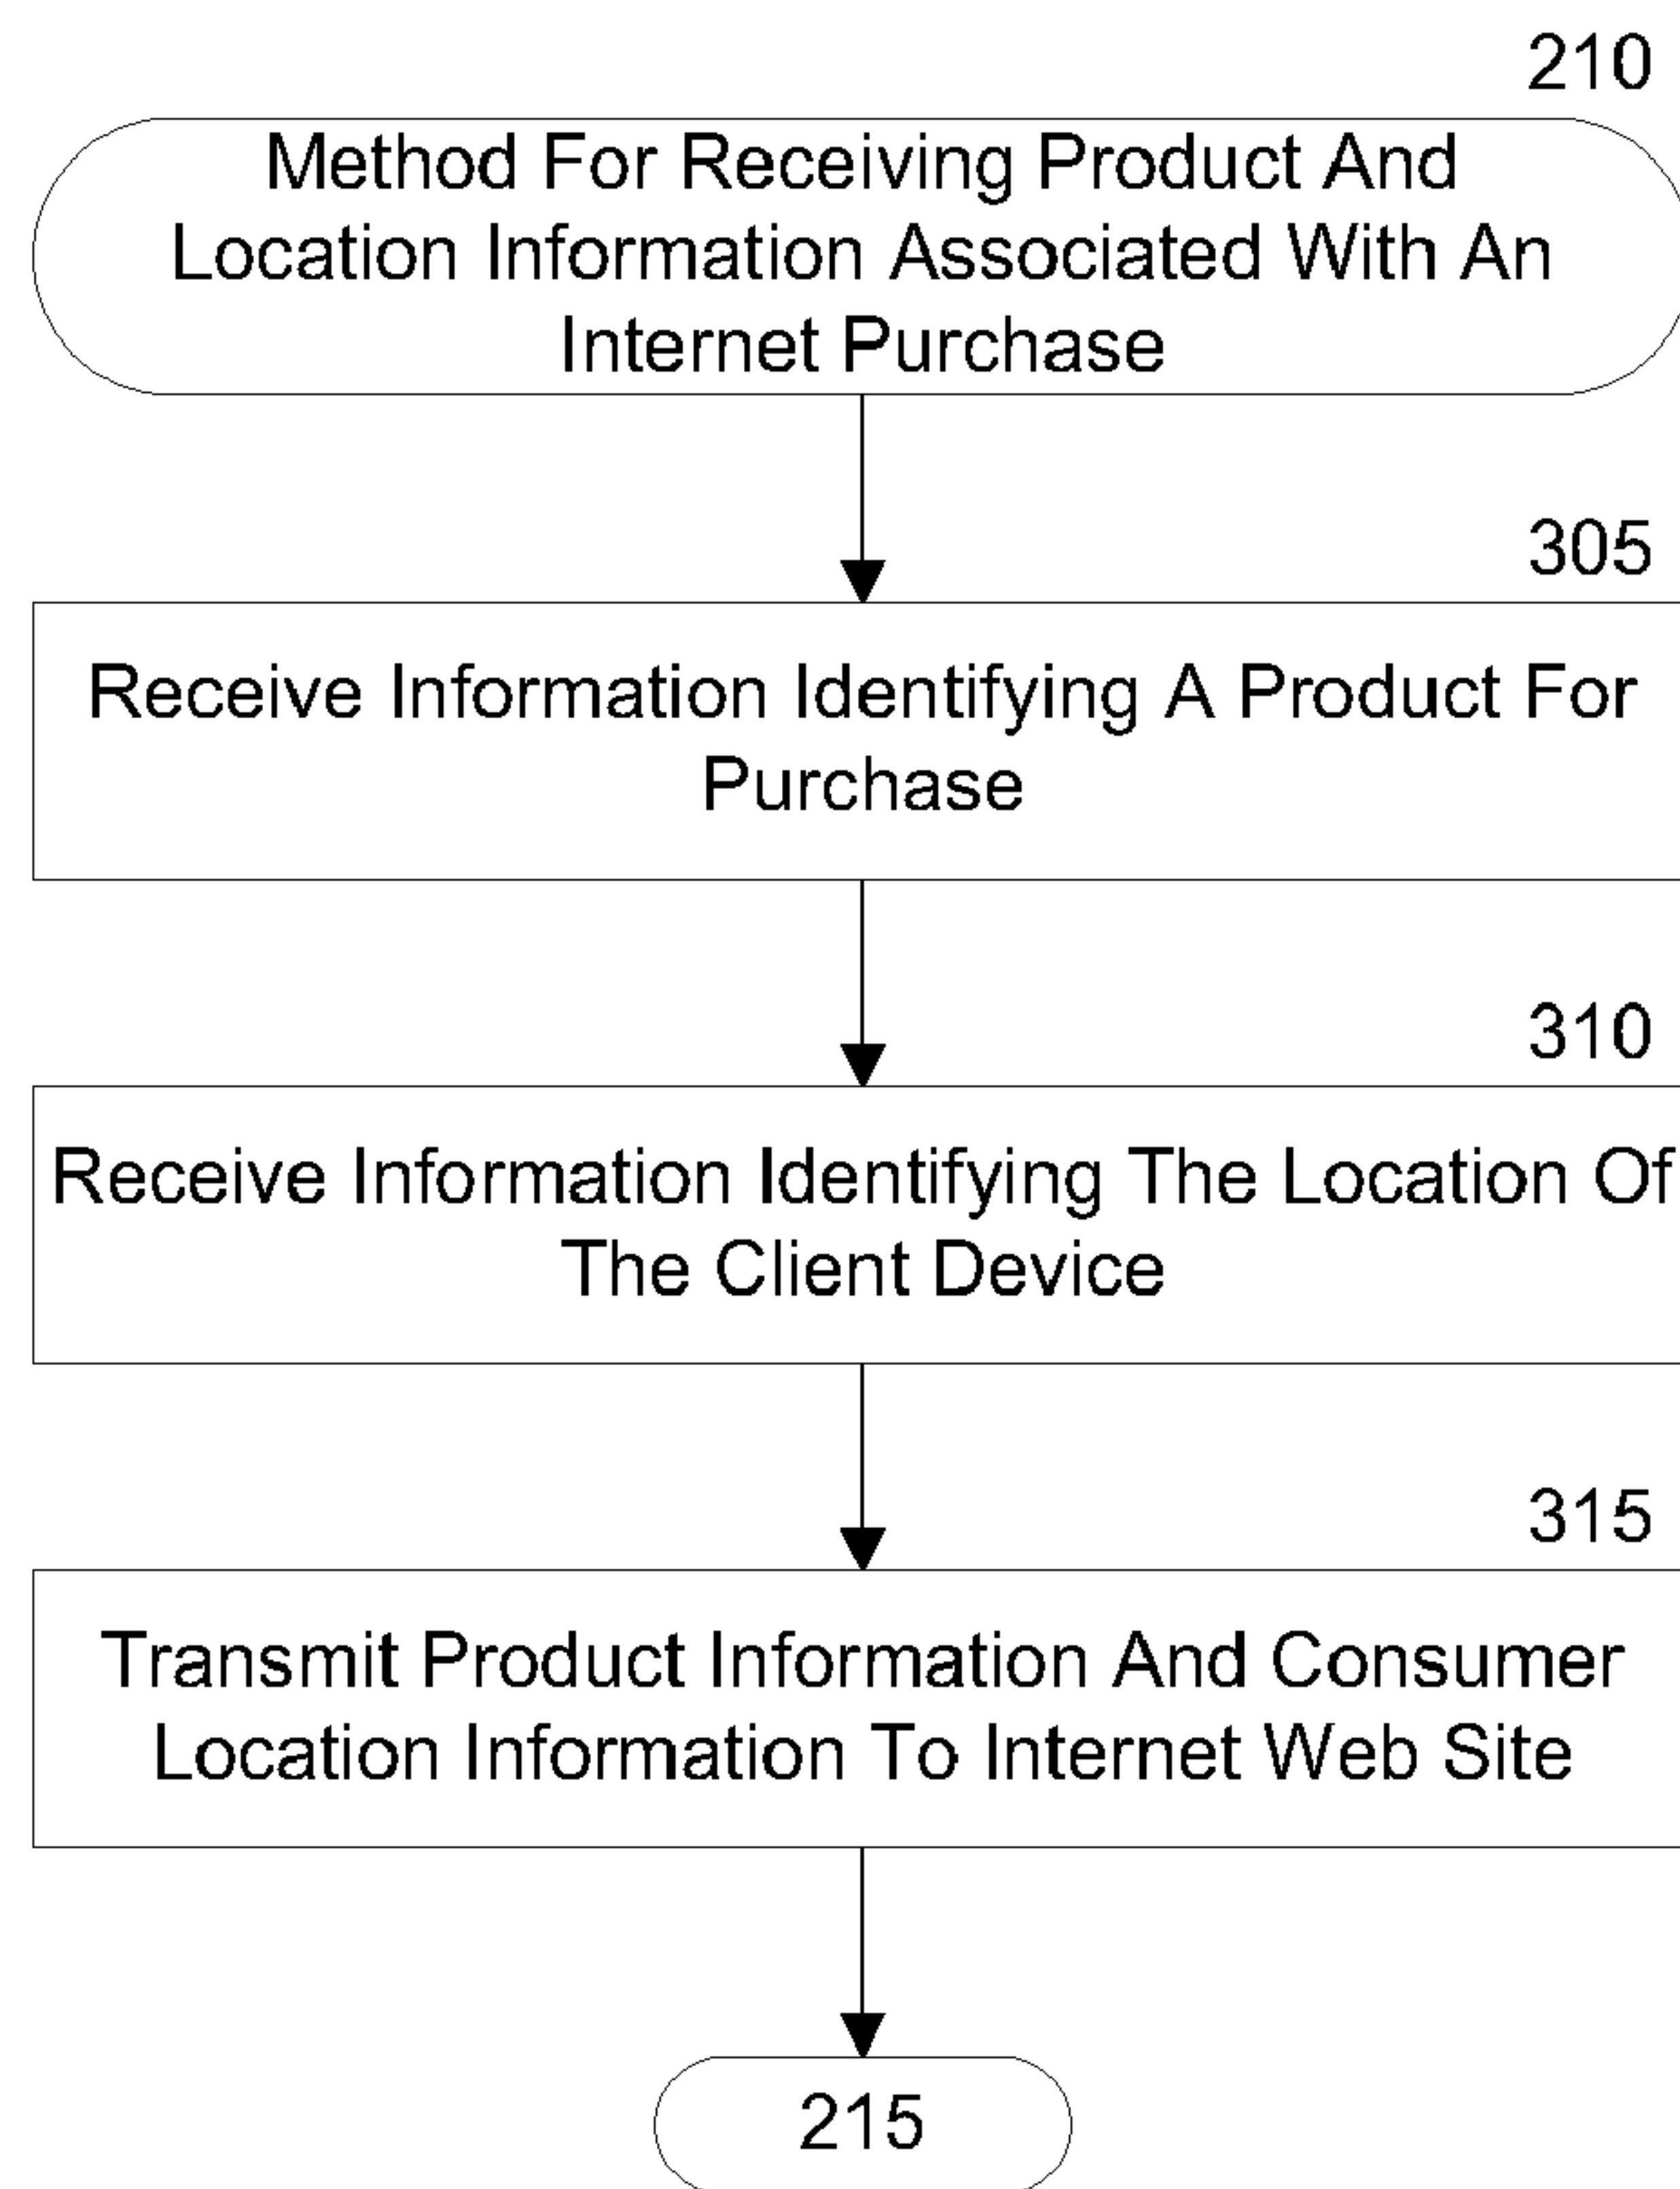 210
Method For Receiving Product And
Location Information Associated With An
Internet Purchase
305
Receive Information Identifying A Product For
Purchase
310
Receive Information Identifying The Location Of
The Client Device
315
Transmit Product Information And Consumer
Location Information To Internet Web Site
215